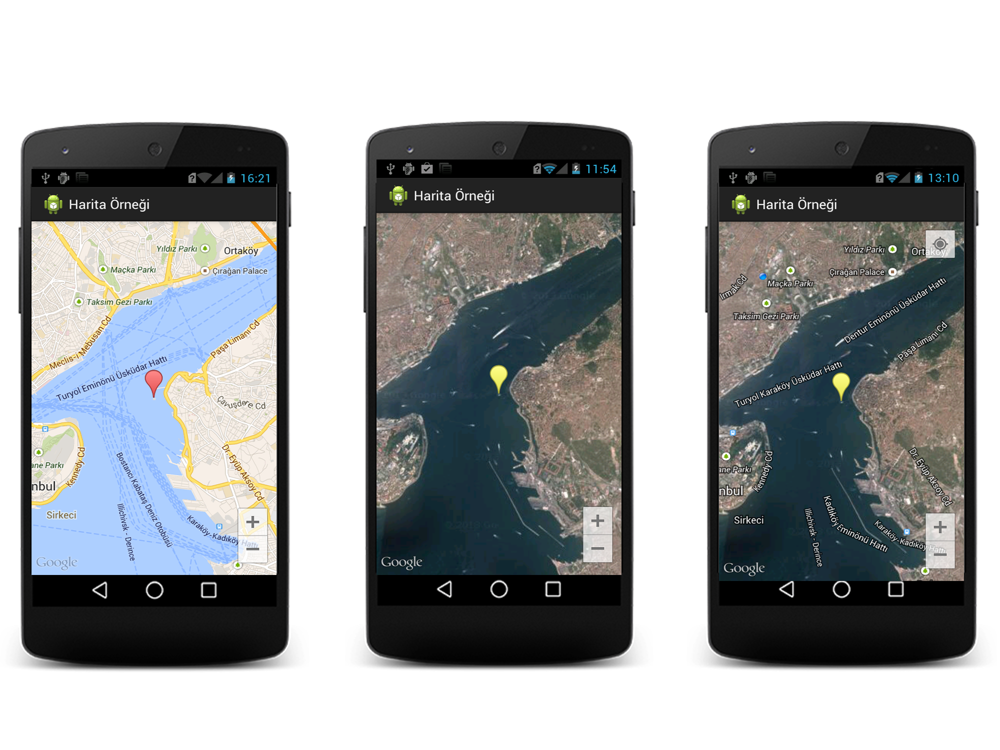 16:21
Harita Örneği
Yıldız Parkı
Ortaköy
Maçka Parkı
Çırağan Palace
Taksim Gezi Parkı
Meclis-i Mebusan Cd
Paşa Limanı Cd
Turyol Eminönü Üsküdar Hattı
Çavuşdere Cd
ane Parkı
Kennedy Cd
nbul
Dr. Eyüp Aksoy Cd
Bostancı Kabataş Deniz Otobüsü
Illichivsk - Derince
Sirkeci
Karaköy-Kadıköy Hattı
+
−
Google
11:54
Harita Örneği
+
−
Google
13:10
Harita Örneği
Yıldız Parkı
Ortaköy
Çırağan Palace
Irmak Cd
Maçka Parkı
Taksim Gezi Parkı
Dentur Eminönü Üsküdar Hattı
Paşa Limanı Cd
Turyol Karaköy Üsküdar Hattı
ane Parkı
Kennedy Cd
nbul
Dr. Eyüp Aksoy Cd
Sirkeci
Illichivsk - Derince
Kadıköy Eminönü Hattı
Karaköy-Kadıköy Hattı
+
−
Google